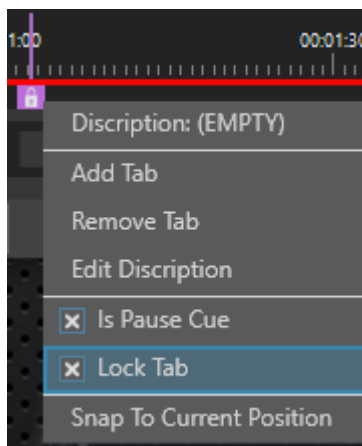 1:00 00:01:30
Discription: (EMPTY)
Add Tab
Remove Tab
Edit Discription
Is Pause Cue
Lock Tab
Snap To Current Position